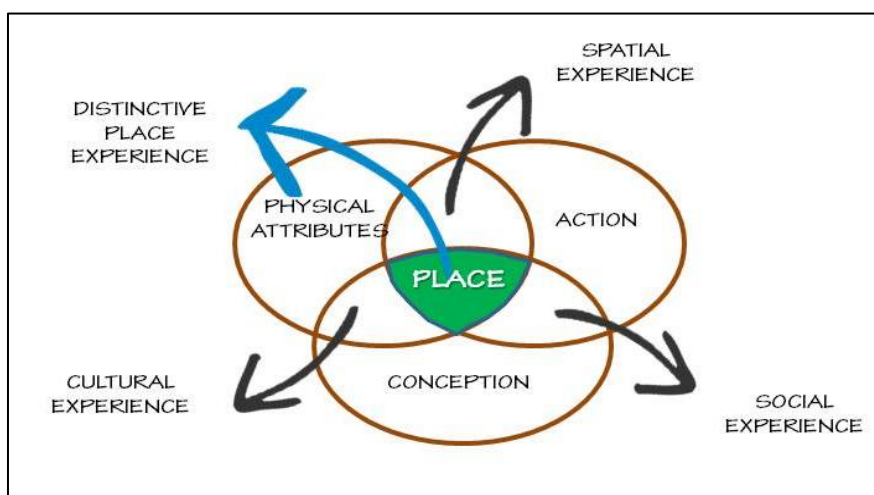 SPATIAL
EXPERIENCE
DISTINCTIVE
PLACE
EXPERIENCE
PHYSICAL
ATTRIBUTES
ACTION
PLACE
CULTURAL
EXPERIENCE
CONCEPTION
SOCIAL
EXPERIENCE